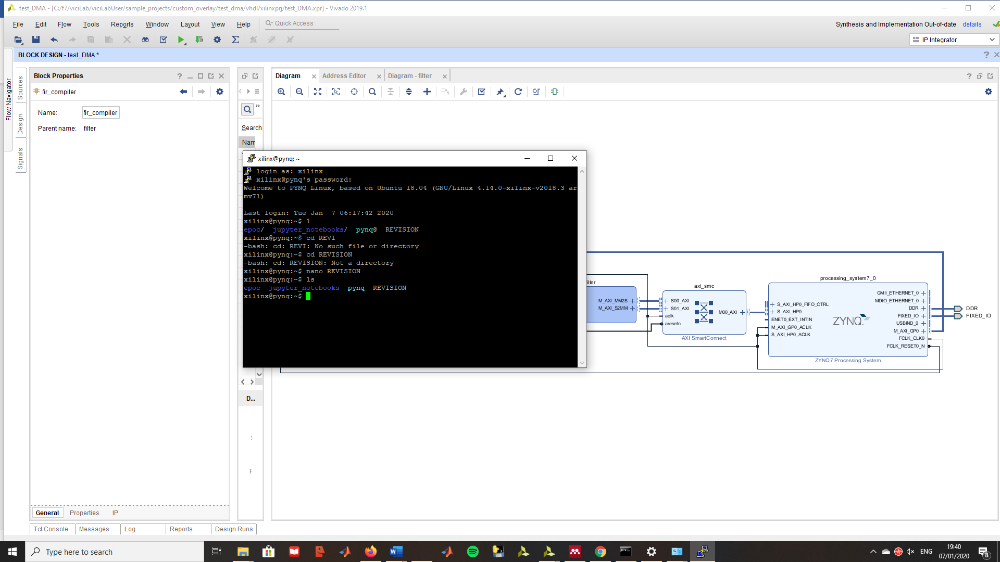 test_DMA - [C:/f7/viciLab/viciLabUser/sample_projects/custom_overlay/test_dma/vhdl/xilinxprj/test_DMA.xpr] - Vivado 2019.1
File Edit Flow Tools Reports Window Layout View Help Quick Access
Synthesis and Implementation Out-of-date details
IP Integrator
BLOCK DESIGN - test_DMA *
Flow Navigator
Sources
Design
Signals
Block Properties
fir_compiler
Name: fir_compiler
Parent name: filter
General Properties IP
Search
Nam
D...
Diagram Address Editor Diagram - filter
xilinx@pynq: ~
login as: xilinx
xilinx@pynq's password:
Welcome to PYNQ Linux, based on Ubuntu 18.04 (GNU/Linux 4.14.0-xilinx-v2018.3 ar
mv7l)
Last login: Tue Jan  7 06:17:42 2020
xilinx@pynq:~$ l
epoc/  jupyter_notebooks/  pynq@  REVISION
xilinx@pynq:~$ cd REVI
-bash: cd: REVI: No such file or directory
xilinx@pynq:~$ cd REVISION
-bash: cd: REVISION: Not a directory
xilinx@pynq:~$ nano REVISION
xilinx@pynq:~$ ls
epoc  jupyter_notebooks  pynq  REVISION
xilinx@pynq:~$
ilter
M_AXI_MM2S
M_AXI_S2MM
axi_smc
S00_AXI
S01_AXI
aclk
aresetn
M00_AXI
AXI SmartConnect
processing_system7_0
S_AXI_HP0_FIFO_CTRL
S_AXI_HP0
ENET0_EXT_INTIN
M_AXI_GP0_ACLK
S_AXI_HP0_ACLK
ZYNQ
GMII_ETHERNET_0
MDIO_ETHERNET_0
DDR
FIXED_IO
USBIND_0
M_AXI_GP0
FCLK_CLK0
FCLK_RESET0_N
ZYNQ7 Processing System
DDR
FIXED_IO
Tcl Console Messages Log Reports Design Runs
Type here to search
ENG
19:40
07/01/2020
8